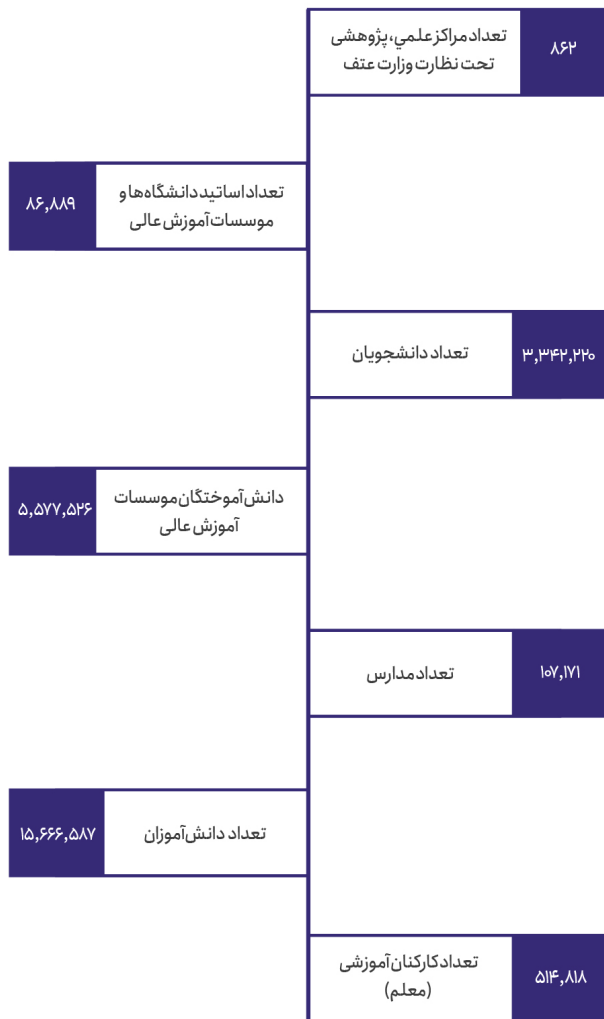 تعداد مراکز علمي، پژوهشی
تحت نظارت وزارت عتف
۸۶۲
تعداد اساتید دانشگاه‌ها و
موسسات آموزش عالی
۸۶,۸۸۹
تعداد دانشجویان
۳,۳۴۲,۲۲۰
دانش‌آموختگان موسسات
آموزش عالی
۵,۵۷۷,۵۲۶
تعداد مدارس
۱۰۷,۱۷۱
تعداد دانش‌آموزان
۱۵,۶۶۶,۵۸۷
تعداد کارکنان آموزشی
(معلم)
۵۱۴,۸۱۸